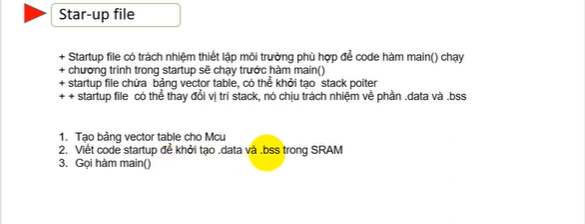 Star-up file
+ Startup file có trách nhiệm thiết lập môi trường phù hợp để code hàm main() chạy
+ chương trình trong startup sẽ chạy trước hàm main()
+ startup file chứa bảng vector table, có thể khởi tạo stack poiter
+ + startup file có thể thay đổi vị trí stack, nó chịu trách nhiệm về phần .data và .bss
1. Tạo bảng vector table cho Mcu
2. Viết code startup để khởi tạo .data và .bss trong SRAM
3. Gọi hàm main()